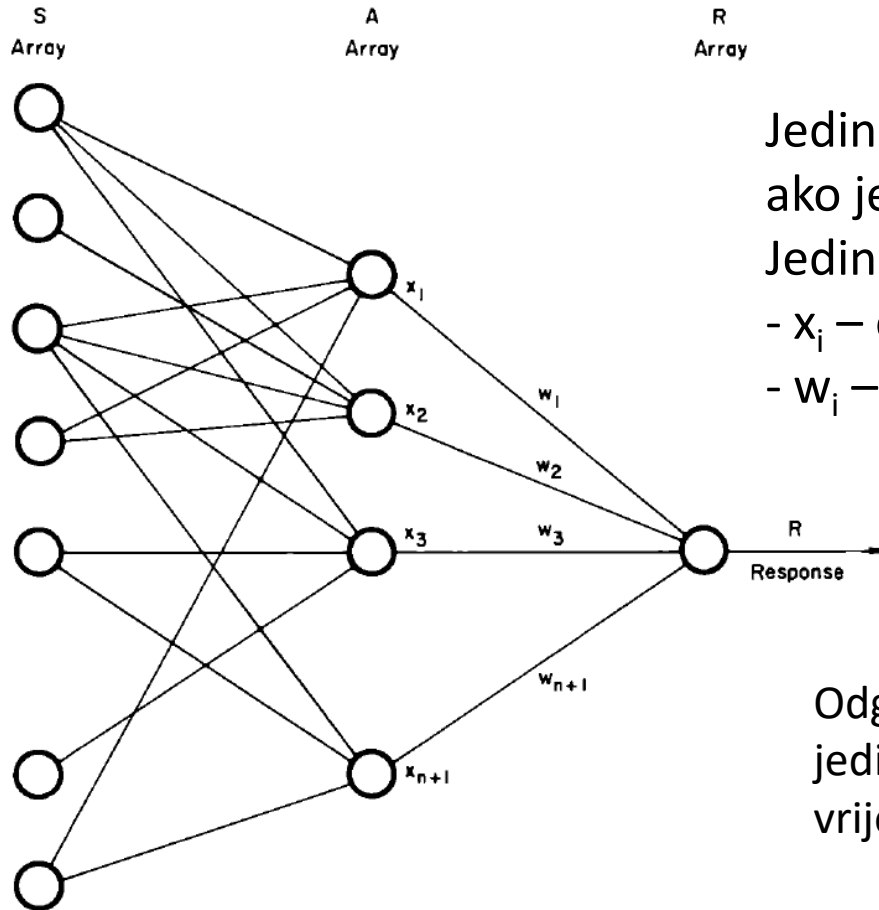 S
Array
A
Array
R
Array
x1
x2
x3
xn+1
w1
w2
w3
wn+1
R
Response
Jedin
ako je
Jedin
- xi –
- wi –
Odg
jedi
vrije